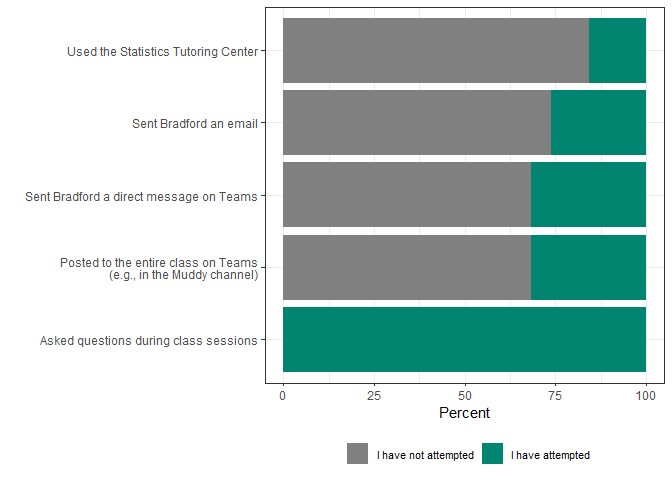 Used the Statistics Tutoring Center
Sent Bradford an email
Sent Bradford a direct message on Teams
Posted to the entire class on Teams
(e.g., in the Muddy channel)
Asked questions during class sessions
0 25 50 75 100
Percent
I have not attempted I have attempted